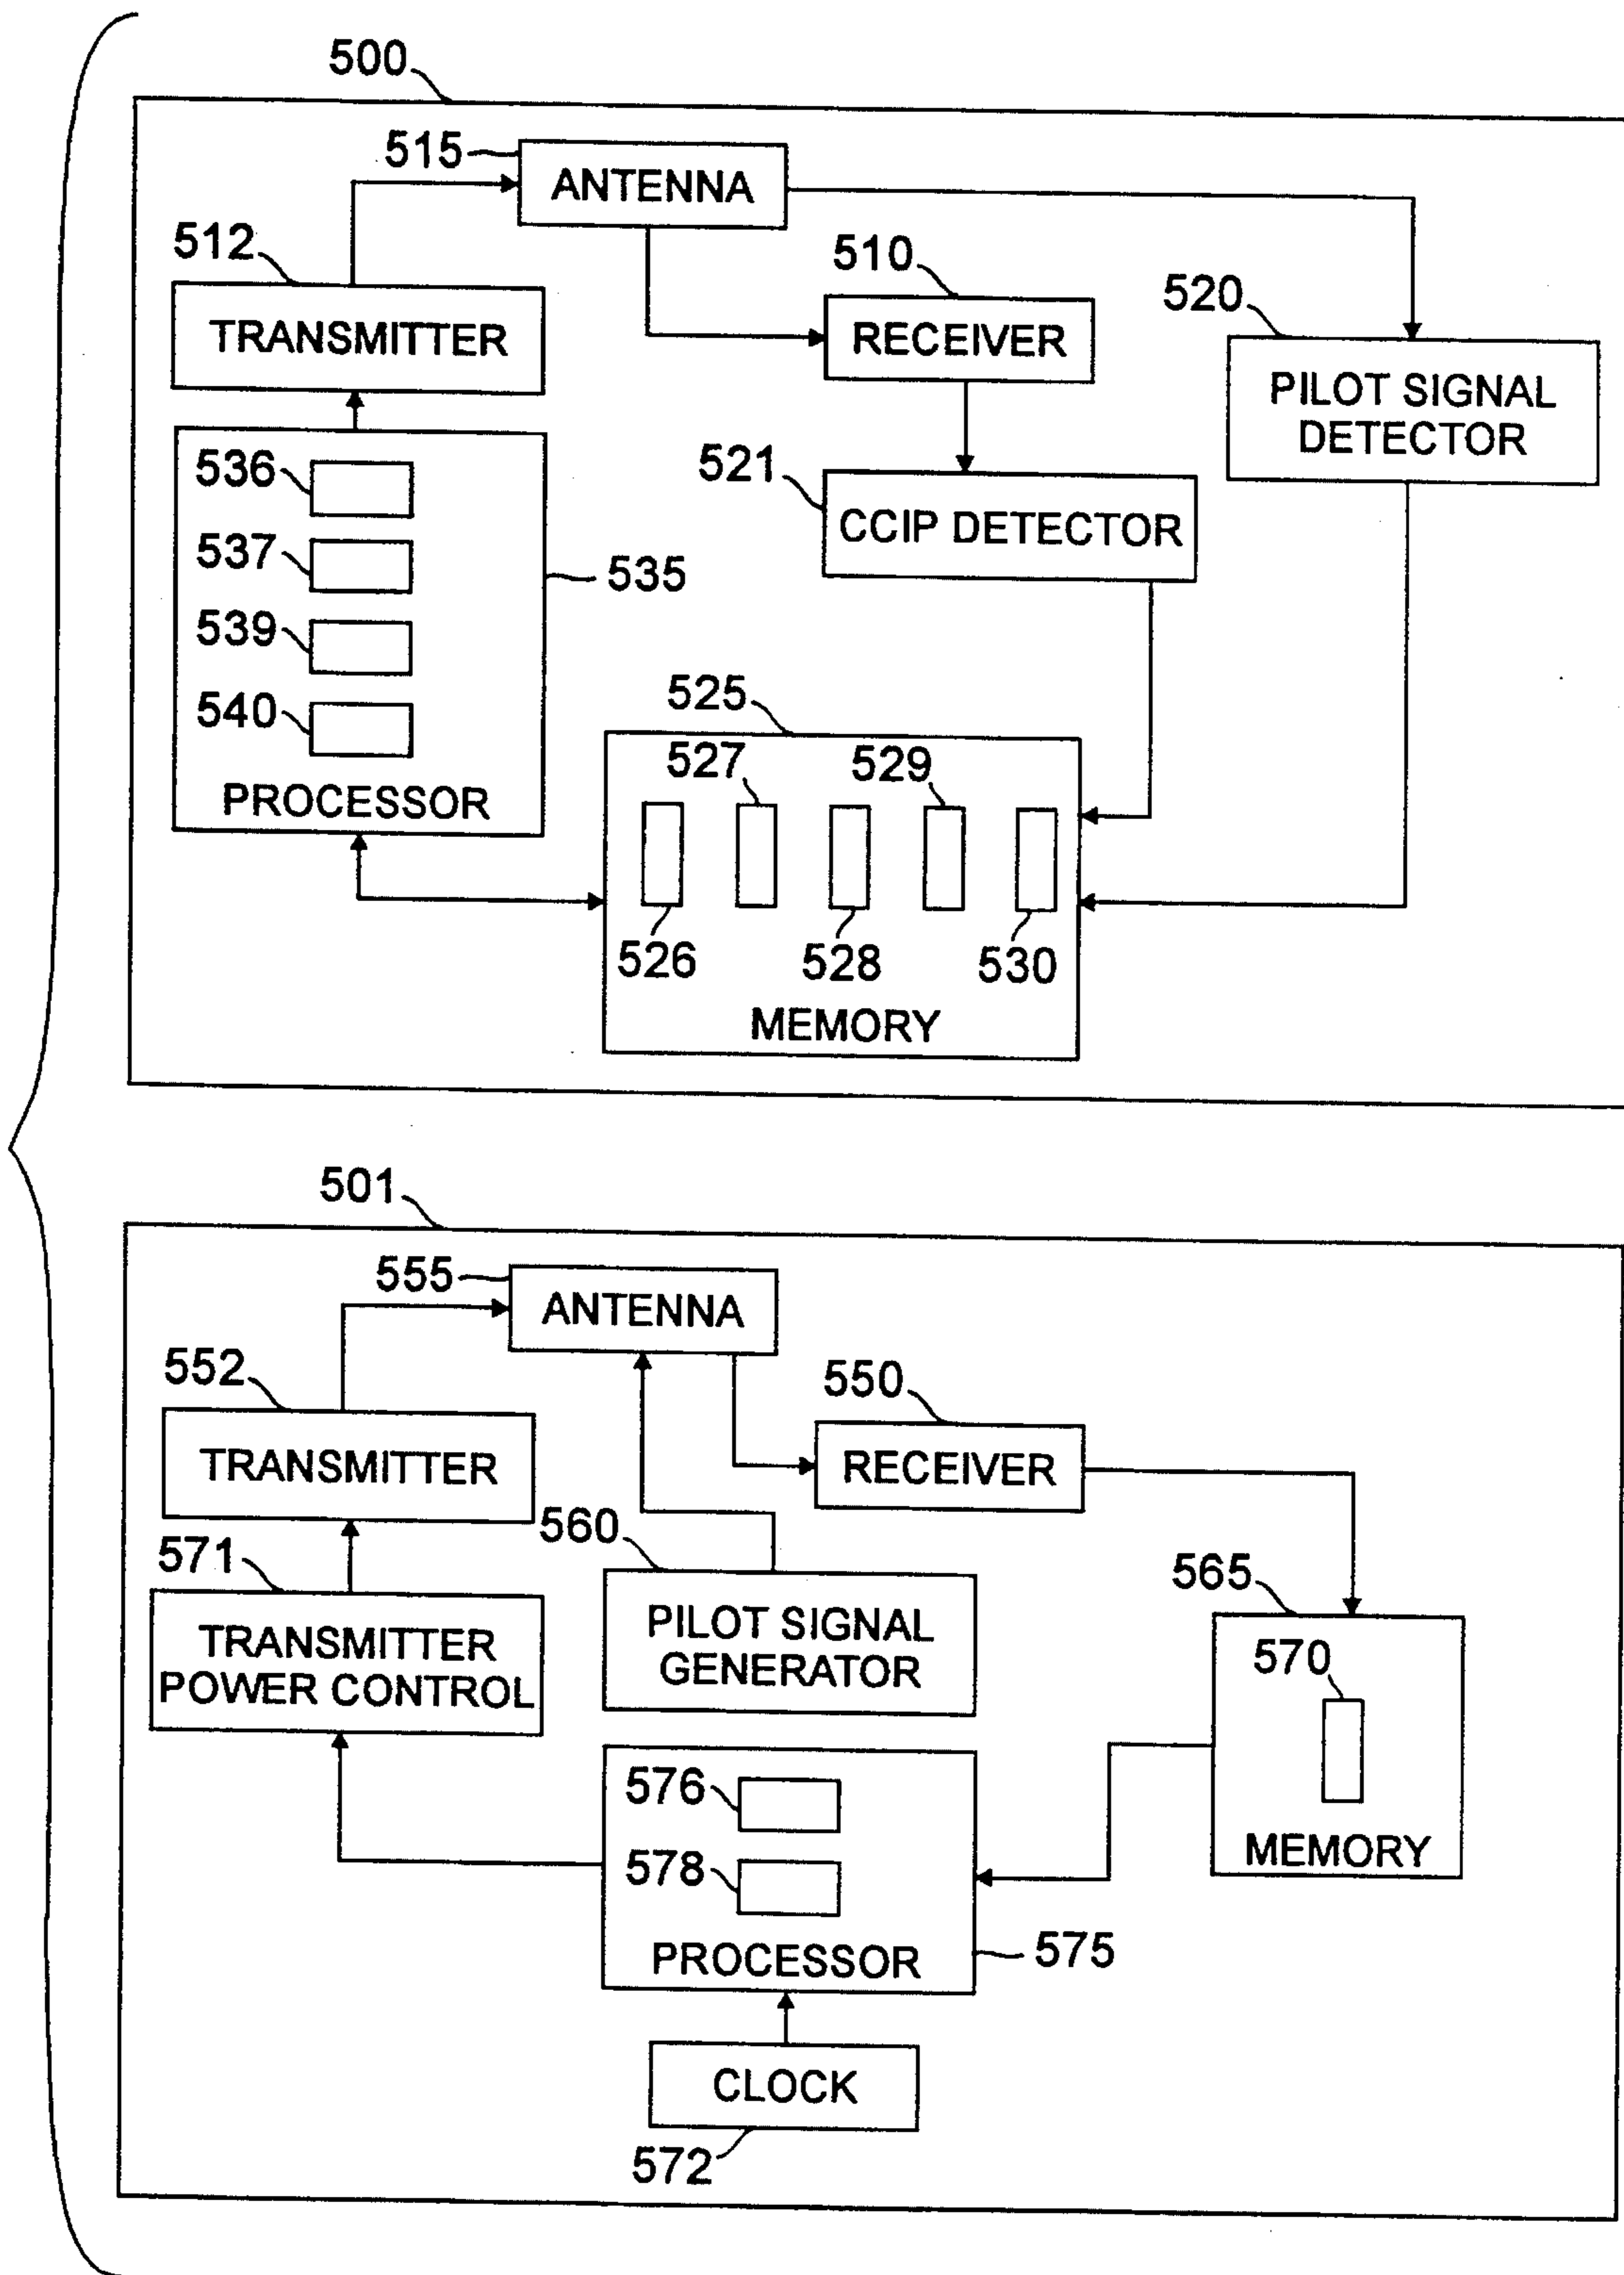 500
515
ANTENNA
512
510
520
TRANSMITTER
RECEIVER
PILOT SIGNAL
DETECTOR
536
521
CCIP DETECTOR
537
535
539
540
525
PROCESSOR
527
529
526
528
530
MEMORY
501
555
ANTENNA
552
550
TRANSMITTER
RECEIVER
560
571
565
TRANSMITTER
POWER CONTROL
PILOT SIGNAL
GENERATOR
570
576
MEMORY
578
PROCESSOR
575
CLOCK
572